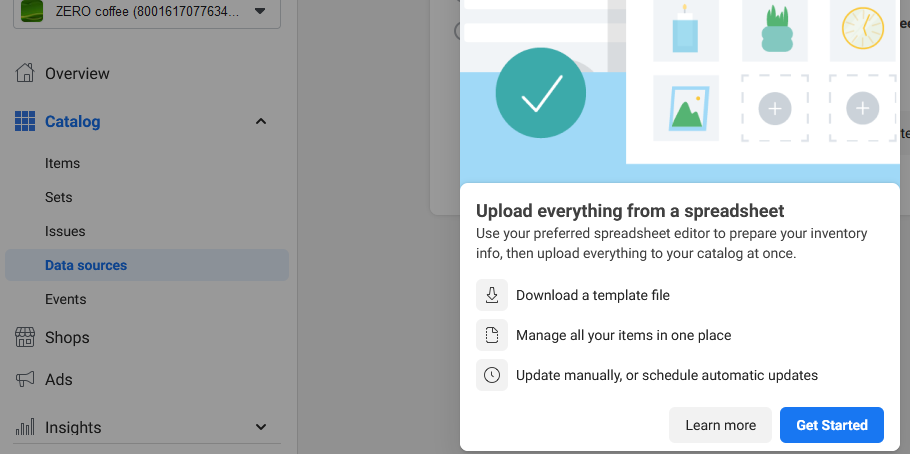 ZERO coffee (8001617077634...
Overview
Catalog
Items
Sets
Issues
Data sources
Events
Shops
Ads
Insights
Upload everything from a spreadsheet
Use your preferred spreadsheet editor to prepare your inventory
info, then upload everything to your catalog at once.
Download a template file
Manage all your items in one place
Update manually, or schedule automatic updates
Learn more
Get Started